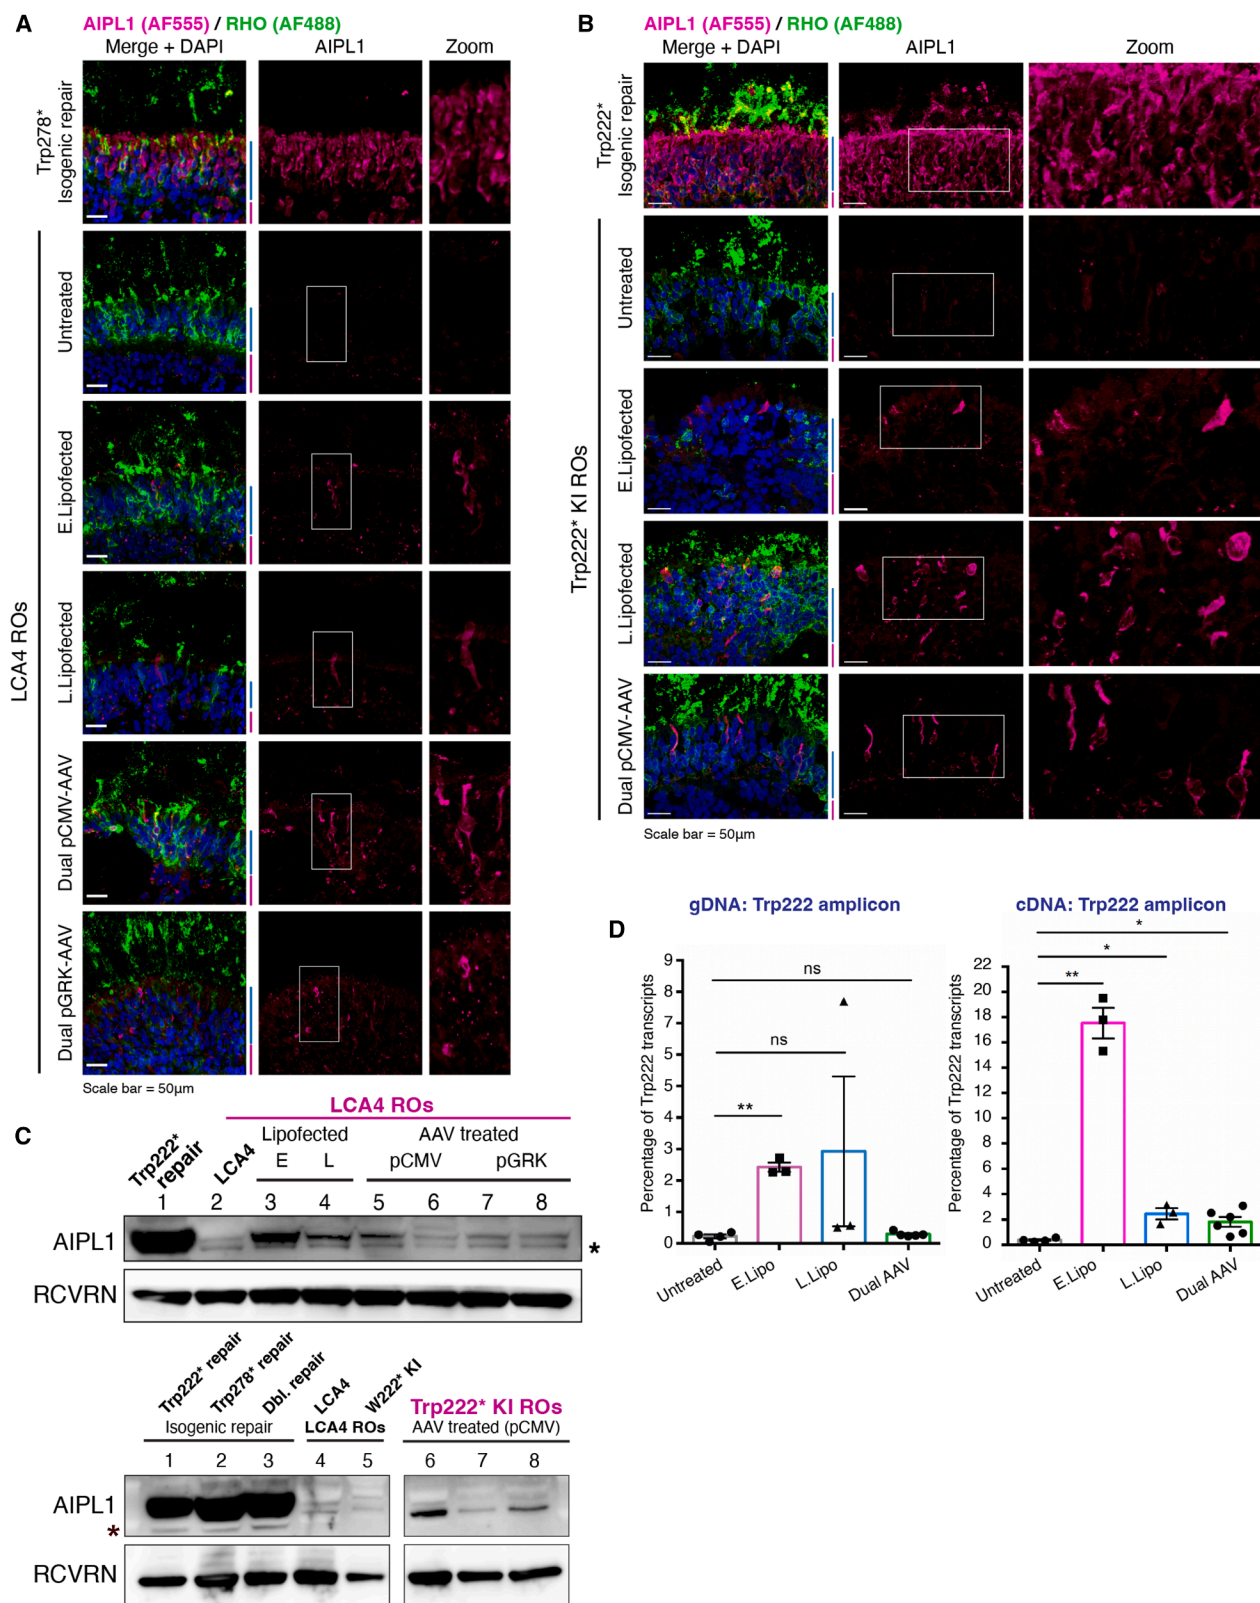 A
AIPL1 (AF555) / RHO (AF488)
Merge + DAPI
AIPL1
Zoom
Trp278*
Isogenic repair
LCA4 ROs
Untreated
E.Lipofected
L.Lipofected
Dual pCMV-AAV
Dual pGRK-AAV
Scale bar = 50µm
B
AIPL1 (AF555) / RHO (AF488)
Merge + DAPI
AIPL1
Zoom
Trp222*
Isogenic repair
Trp222* KI ROs
Untreated
E.Lipofected
L.Lipofected
Dual pCMV-AAV
Scale bar = 50µm
C
LCA4 ROs
Trp222*
repair
LCA4
Lipofected
AAV treated
E
L
pCMV
pGRK
1 2 3 4 5 6 7 8
AIPL1
*
RCVRN
Trp222* repair
Trp278* repair
Dbl. repair
LCA4
W222* KI
Trp222* KI ROs
Isogenic repair
LCA4 ROs
AAV treated (pCMV)
1 2 3 4 5 6 7 8
AIPL1
*
RCVRN
D
gDNA: Trp222 amplicon
Percentage of Trp222 transcripts
9
8
7
6
5
5
4
3
2
1
0
ns
ns
**
Untreated
E.Lipo
L.Lipo
Dual AAV
cDNA: Trp222 amplicon
Percentage of Trp222 transcripts
22
20
18
16
14
12
10
8
6
4
2
0
*
*
**
Untreated
E.Lipo
L.Lipo
Dual AAV